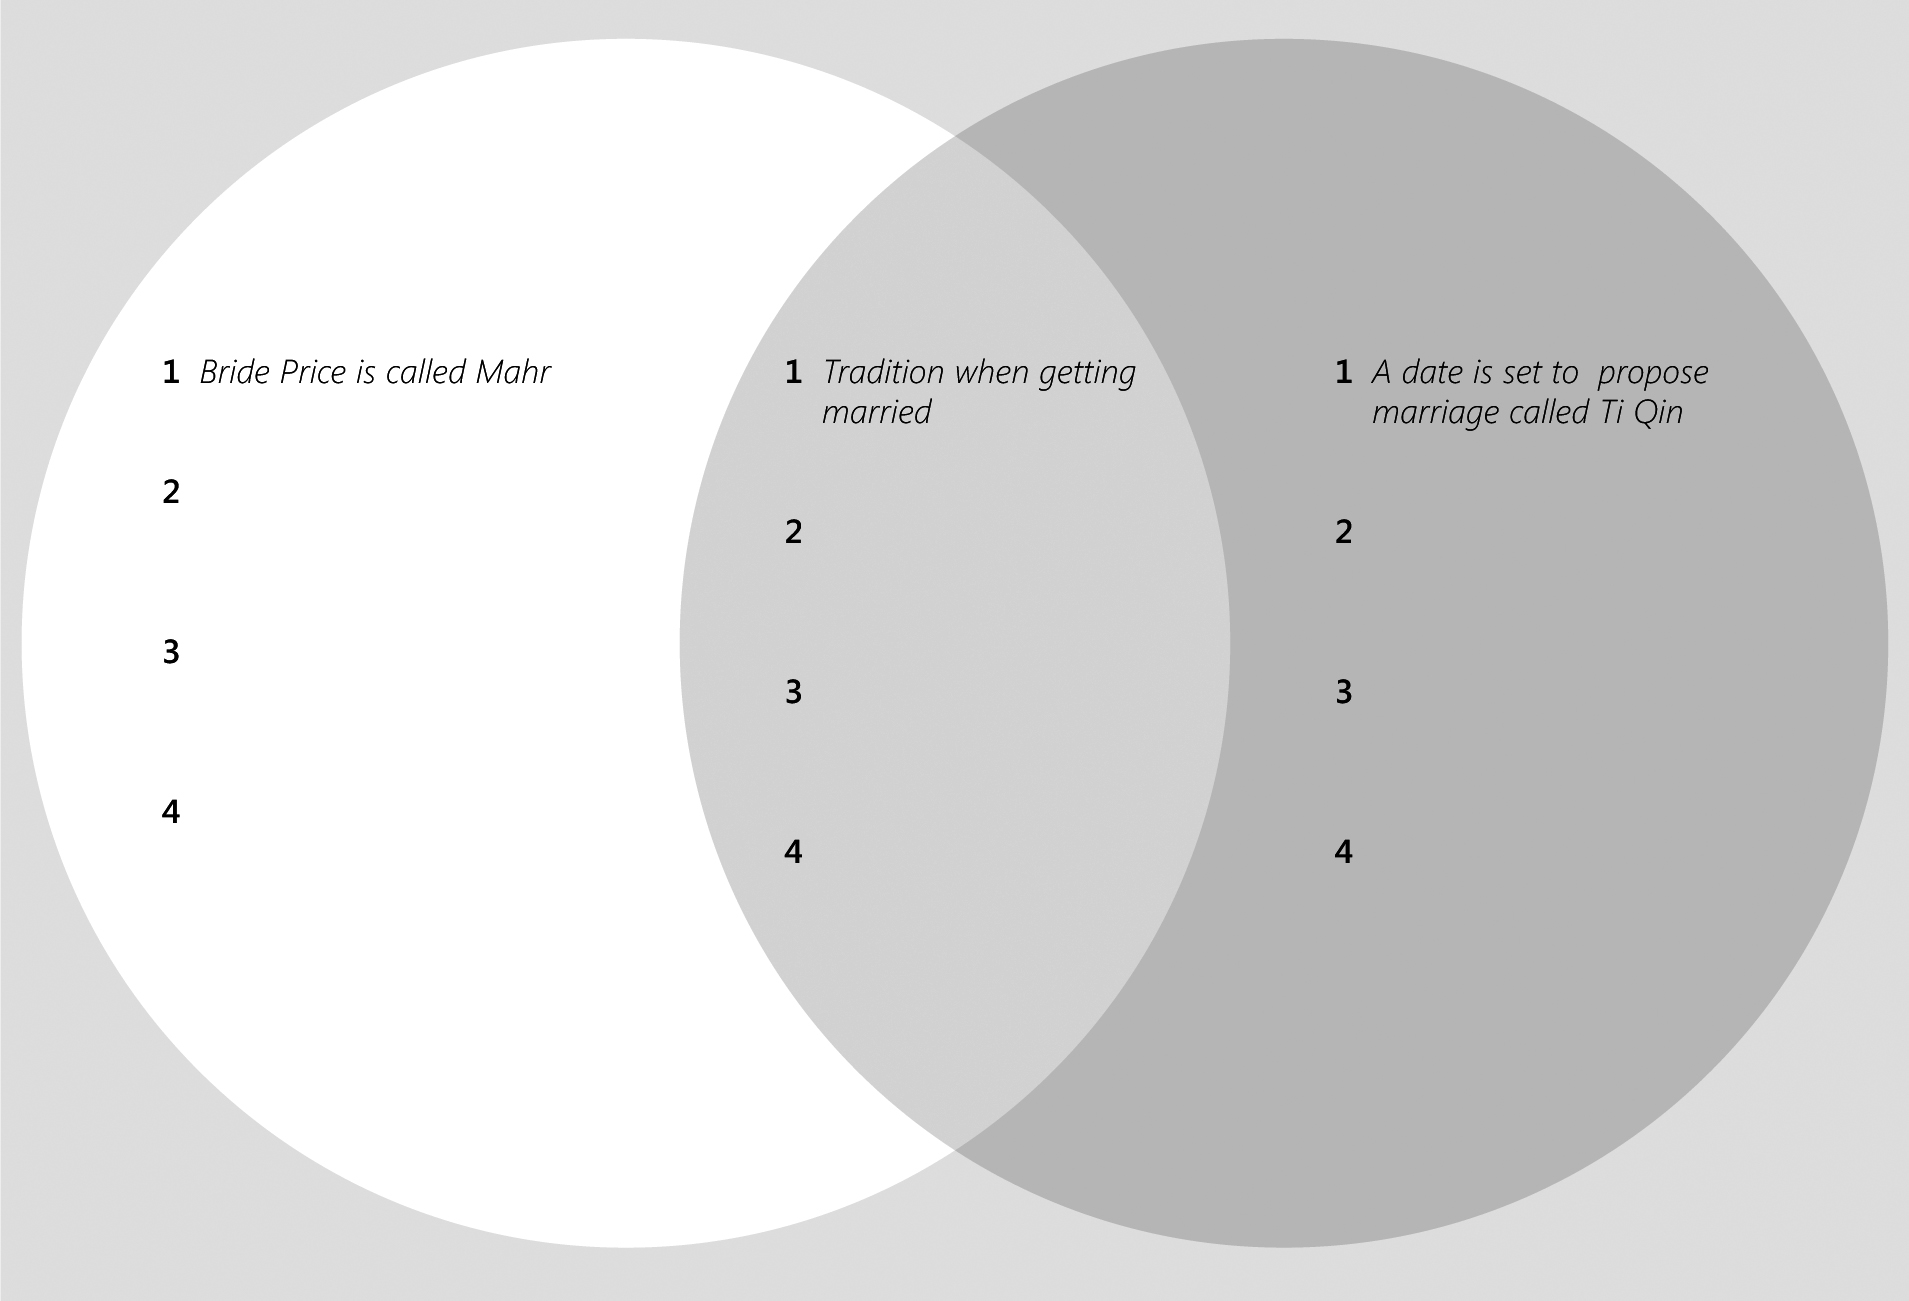 1 Bride Price is called Mahr
2
3
4
1 Tradition when getting
married
2
3
4
1 A date is set to  propose
marriage called Ti Qin
2
3
4